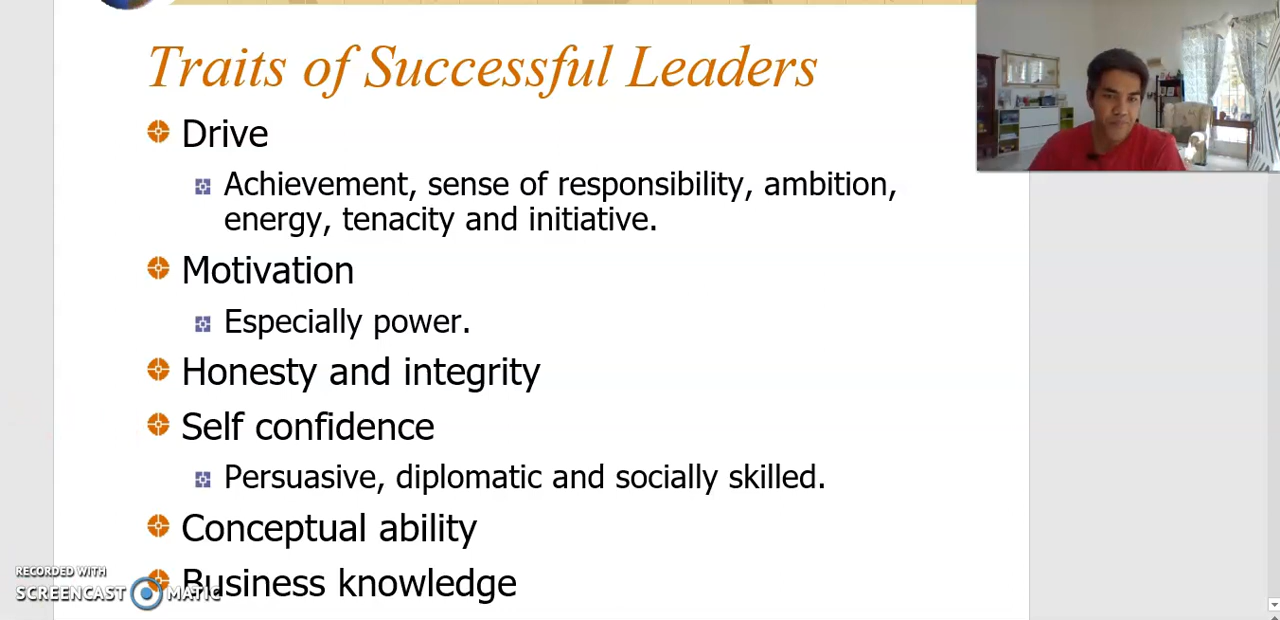 Traits of Successful Leaders
Drive
Achievement, sense of responsibility, ambition,
energy, tenacity and initiative.
Motivation
Especially power.
Honesty and integrity
Self confidence
Persuasive, diplomatic and socially skilled.
Conceptual ability
Business knowledge
RECORDED WITH
SCREENCAST MATIC